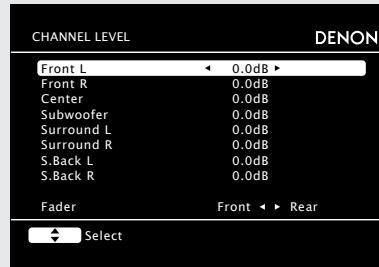 CHANNEL LEVEL DENON
Front L ◄ 0.0dB ►
Front R 0.0dB
Center 0.0dB
Subwoofer 0.0dB
Surround L 0.0dB
Surround R 0.0dB
S.Back L 0.0dB
S.Back R 0.0dB
Fader Front ◄ ► Rear
Select